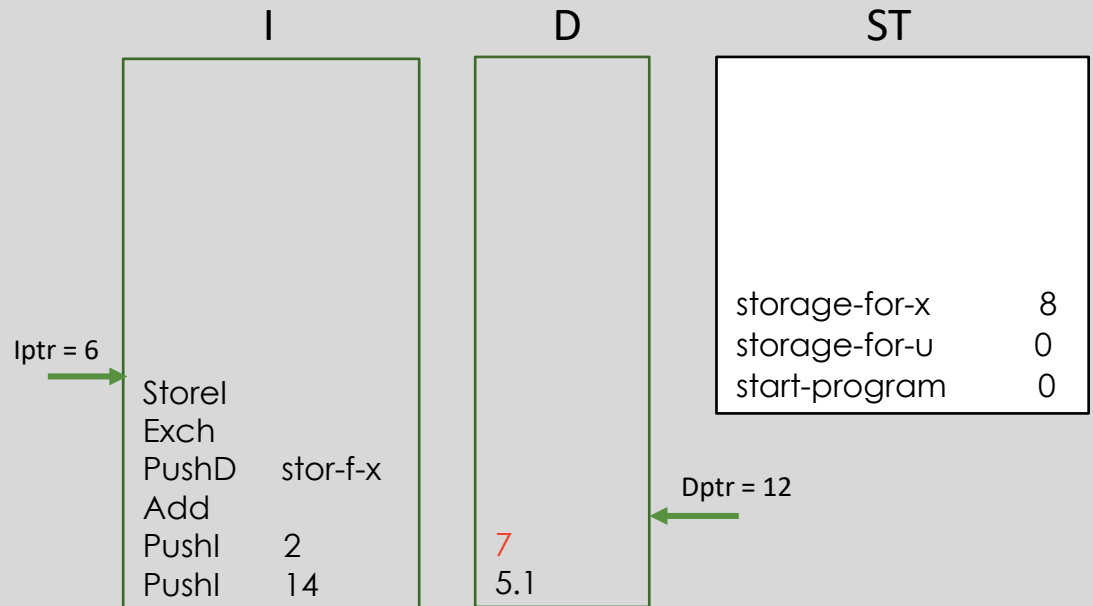 I
D
ST
storage-for-x 8
storage-for-u 0
start-program 0
Iptr = 6
StoreI
Exch
PushD stor-f-x
Add
PushI 2
PushI 14
Dptr = 12
7
5.1